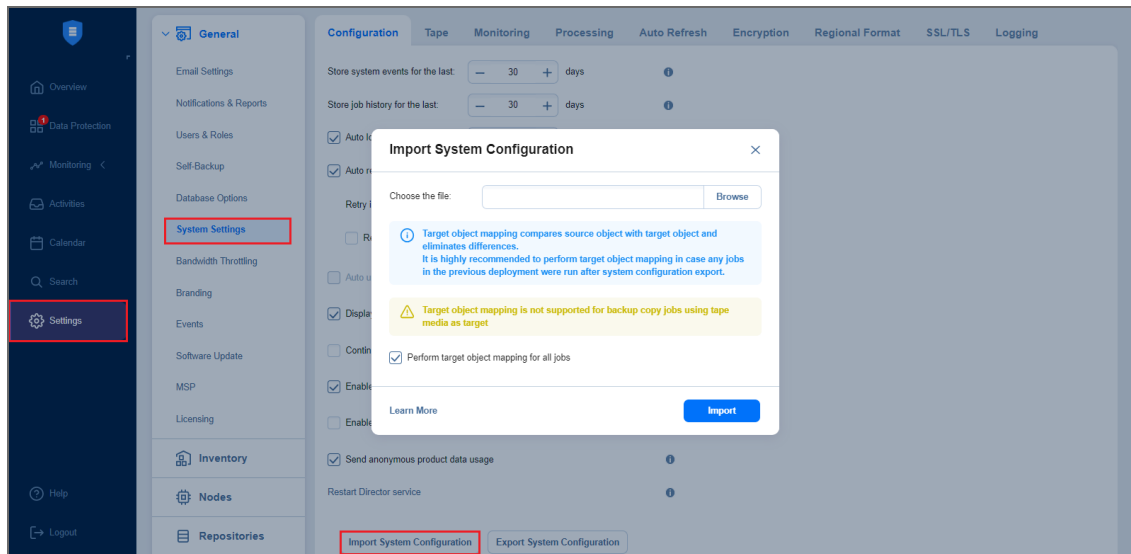 General
Configuration Tape Monitoring Processing Auto Refresh Encryption Regional Format SSL/TLS Logging
Overview
1
Data Protection
Monitoring
Activities
Calendar
Search
Settings
Help
Logout
Email Settings
Notifications & Reports
Users & Roles
Self-Backup
Database Options
System Settings
Bandwidth Throttling
Branding
Events
Software Update
MSP
Licensing
Inventory
Nodes
Repositories
Store system events for the last: 30 days
Store job history for the last: 30 days
Auto
Auto
Retry
Auto
Enable
Enable
Send anonymous product data usage
Restart Director service
Import System Configuration Export System Configuration
Import System Configuration
Choose the file: Browse
Target object mapping compares source object with target object and
eliminates differences.
It is highly recommended to perform target object mapping in case any jobs
in the previous deployment were run after system configuration export.
Target object mapping is not supported for backup copy jobs using tape
media as target
Perform target object mapping for all jobs
Learn More Import